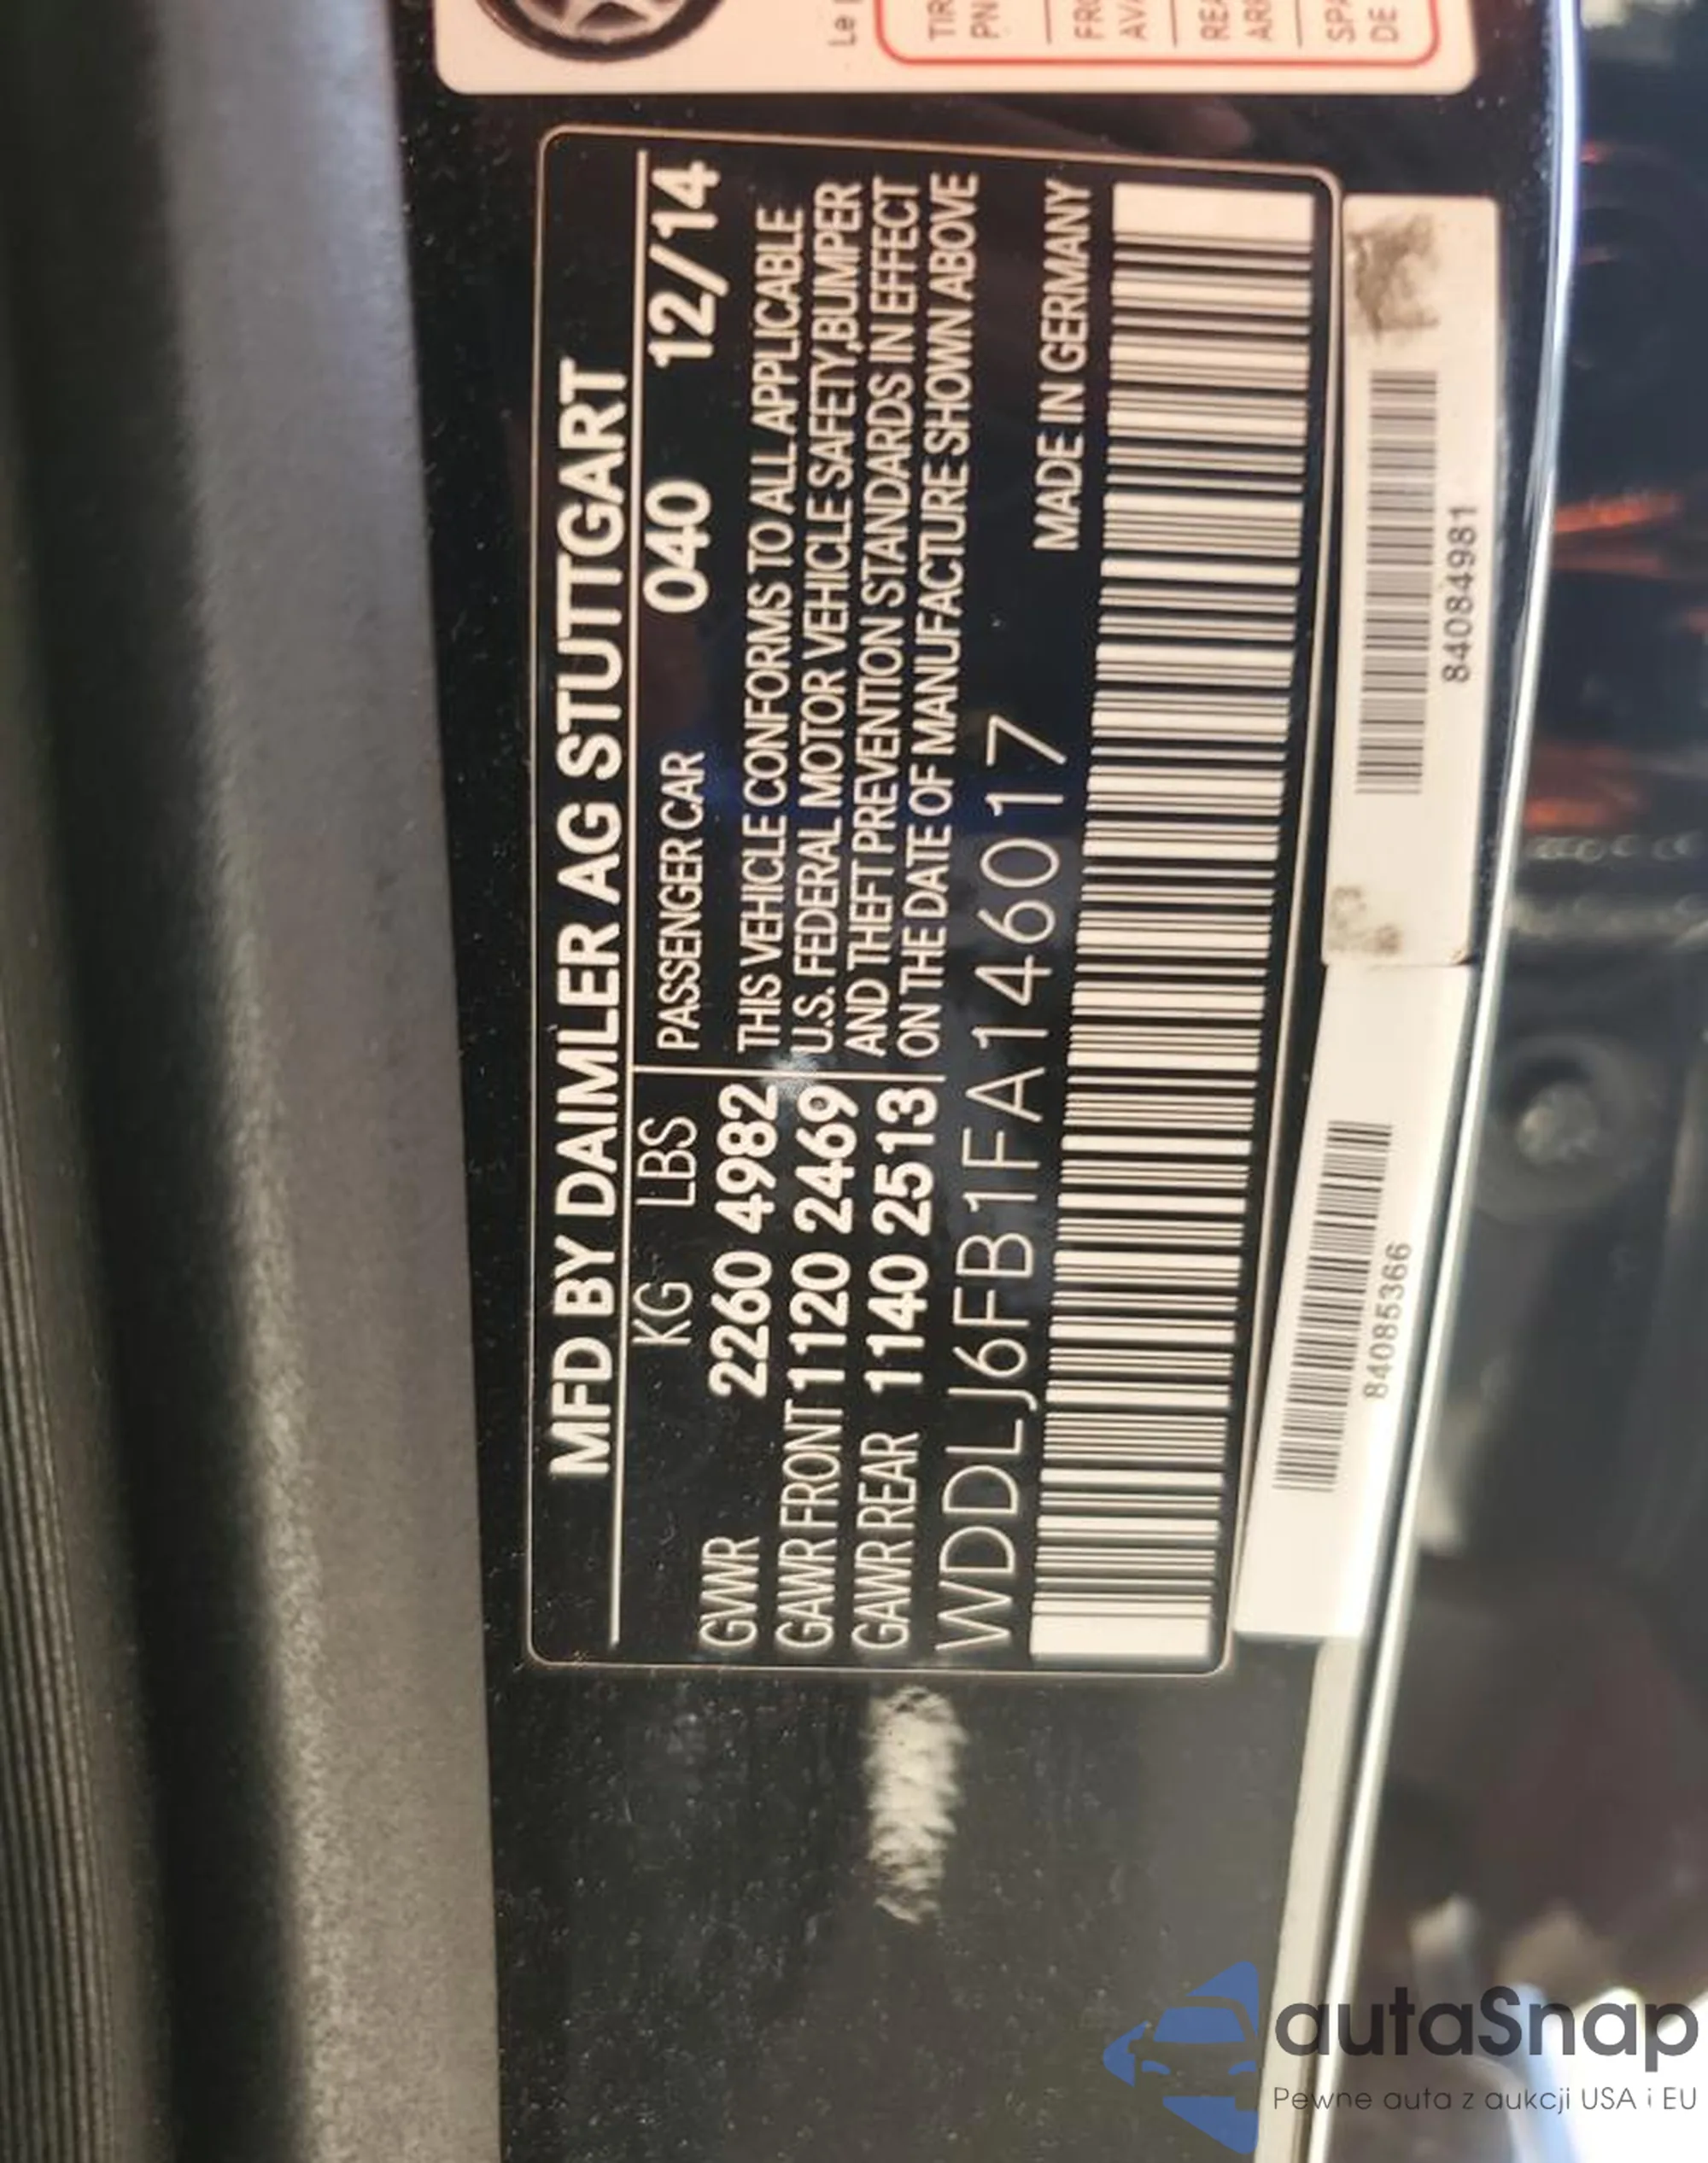 MFD BY DAIMLER AG STUTTGART
KG LBS PASSENGER CAR 040 12/14
GVWR 2260 4982
GAWR FRONT 1120 2469
GAWR REAR 1140 2513
THIS VEHICLE CONFORMS TO ALL APPLICABLE
U.S. FEDERAL MOTOR VEHICLE SAFETY,BUMPER
AND THEFT PREVENTION STANDARDS IN EFFECT
ON THE DATE OF MANUFACTURE SHOWN ABOVE
WDDLJ6FB1FA146017
MADE IN GERMANY
84085366
84084981
Le
DE
autaSnap
Pewne auta z aukcji USA i EU